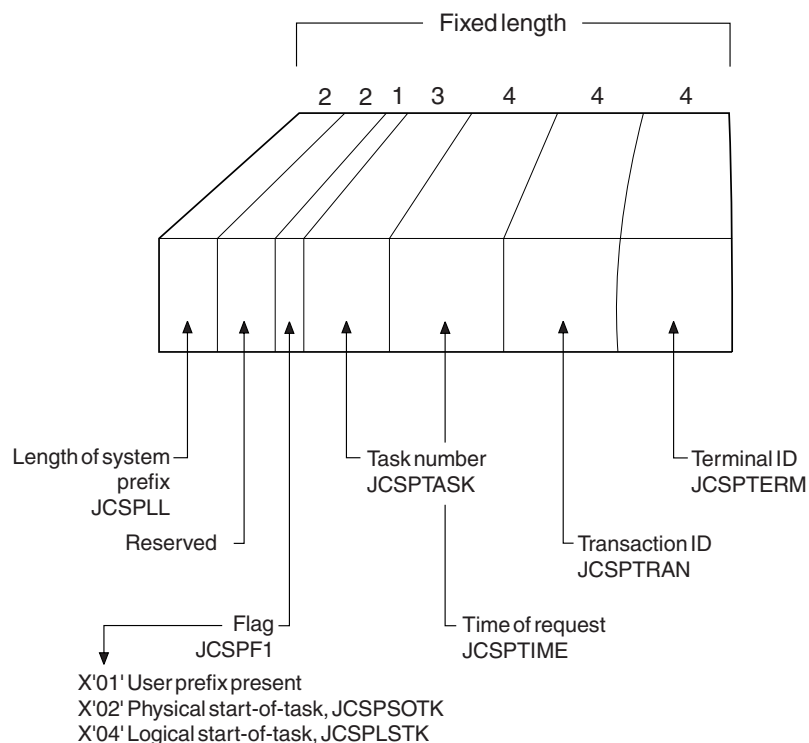 Fixed length
2 2 1 3 4 4 4
Length of system
prefix
JCSPLL
Task number
JCSPTASK
Terminal ID
JCSPTERM
Reserved
Transaction ID
JCSPTRAN
Flag
JCSPF1
Time of request
JCSPTIME
X'01' User prefix present
X'02' Physical start-of-task, JCSPSOTK
X'04' Logical start-of-task, JCSPLSTK